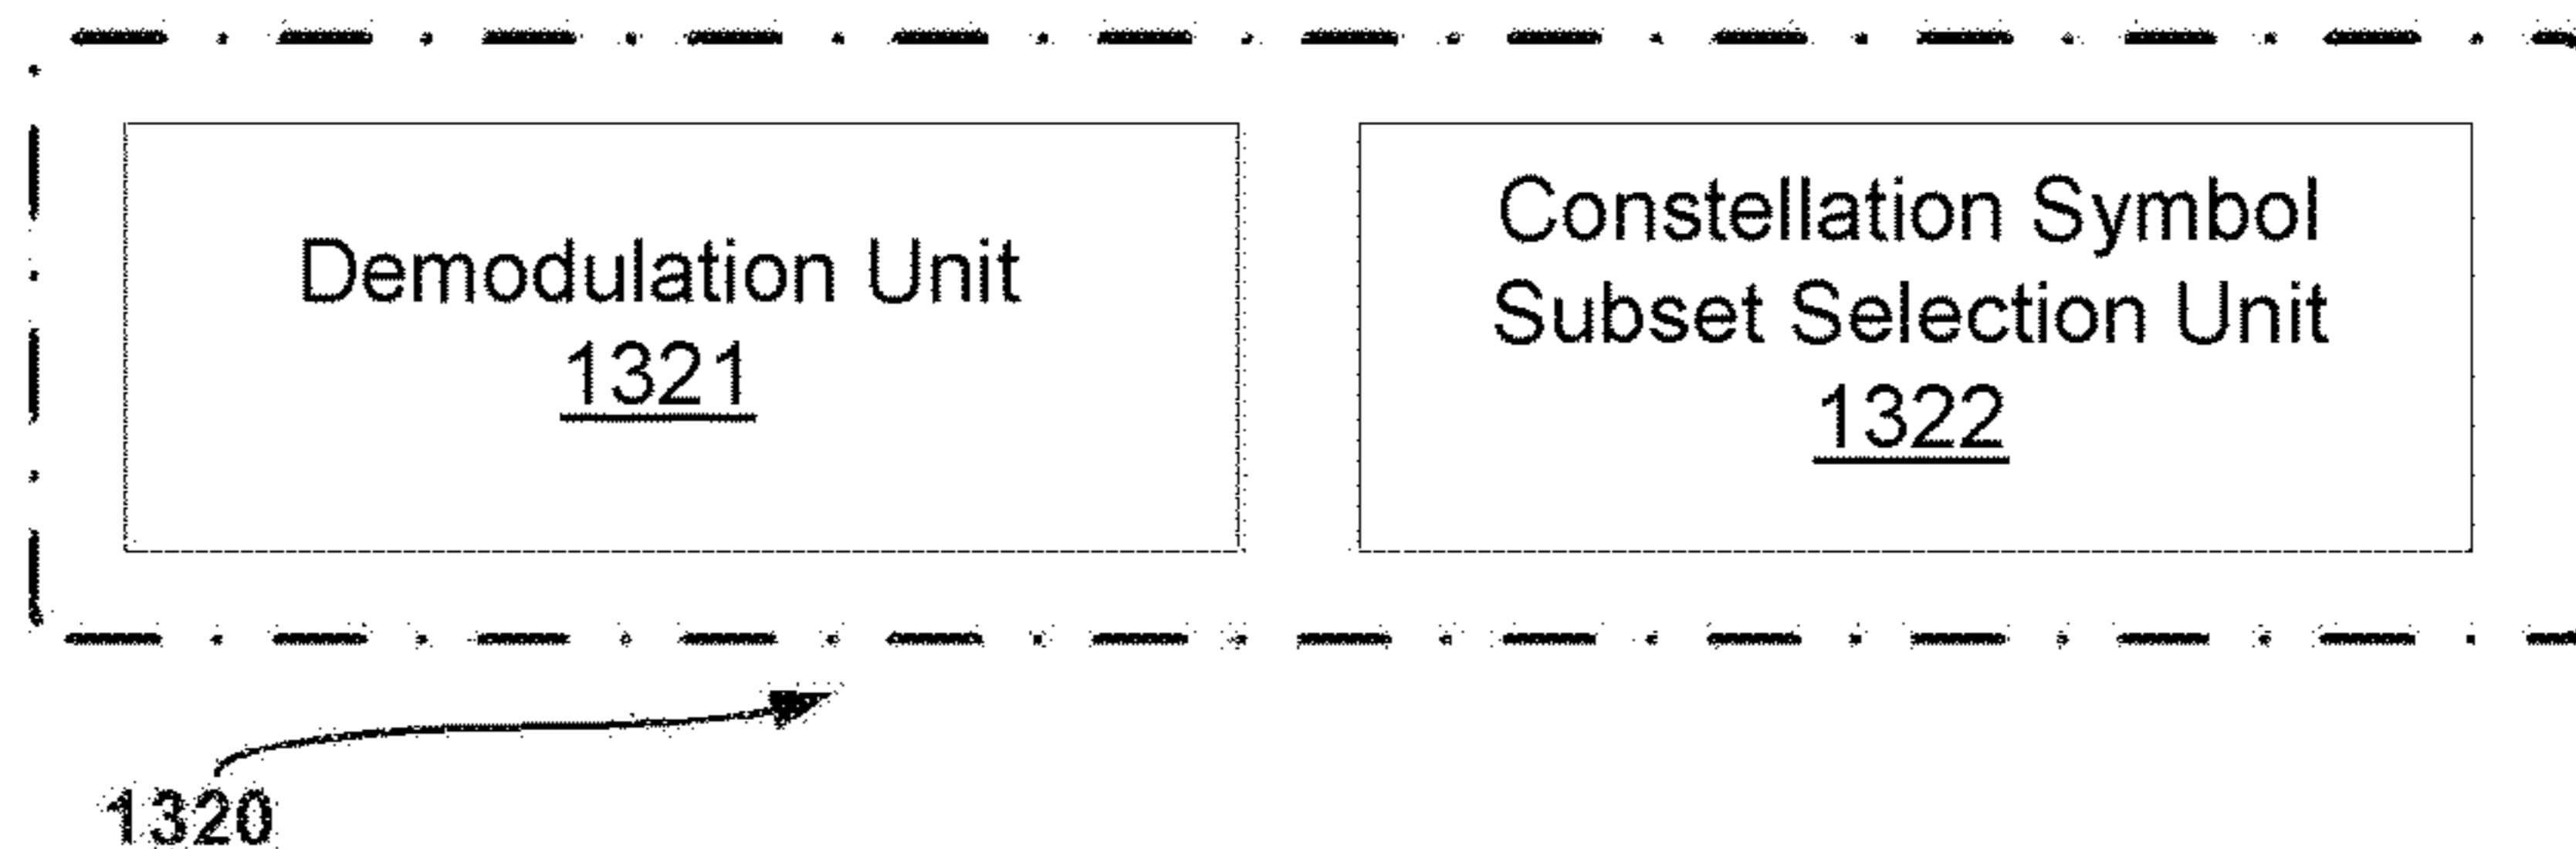 Demodulation Unit
1321
Constellation Symbol
Subset Selection Unit
1322
1320